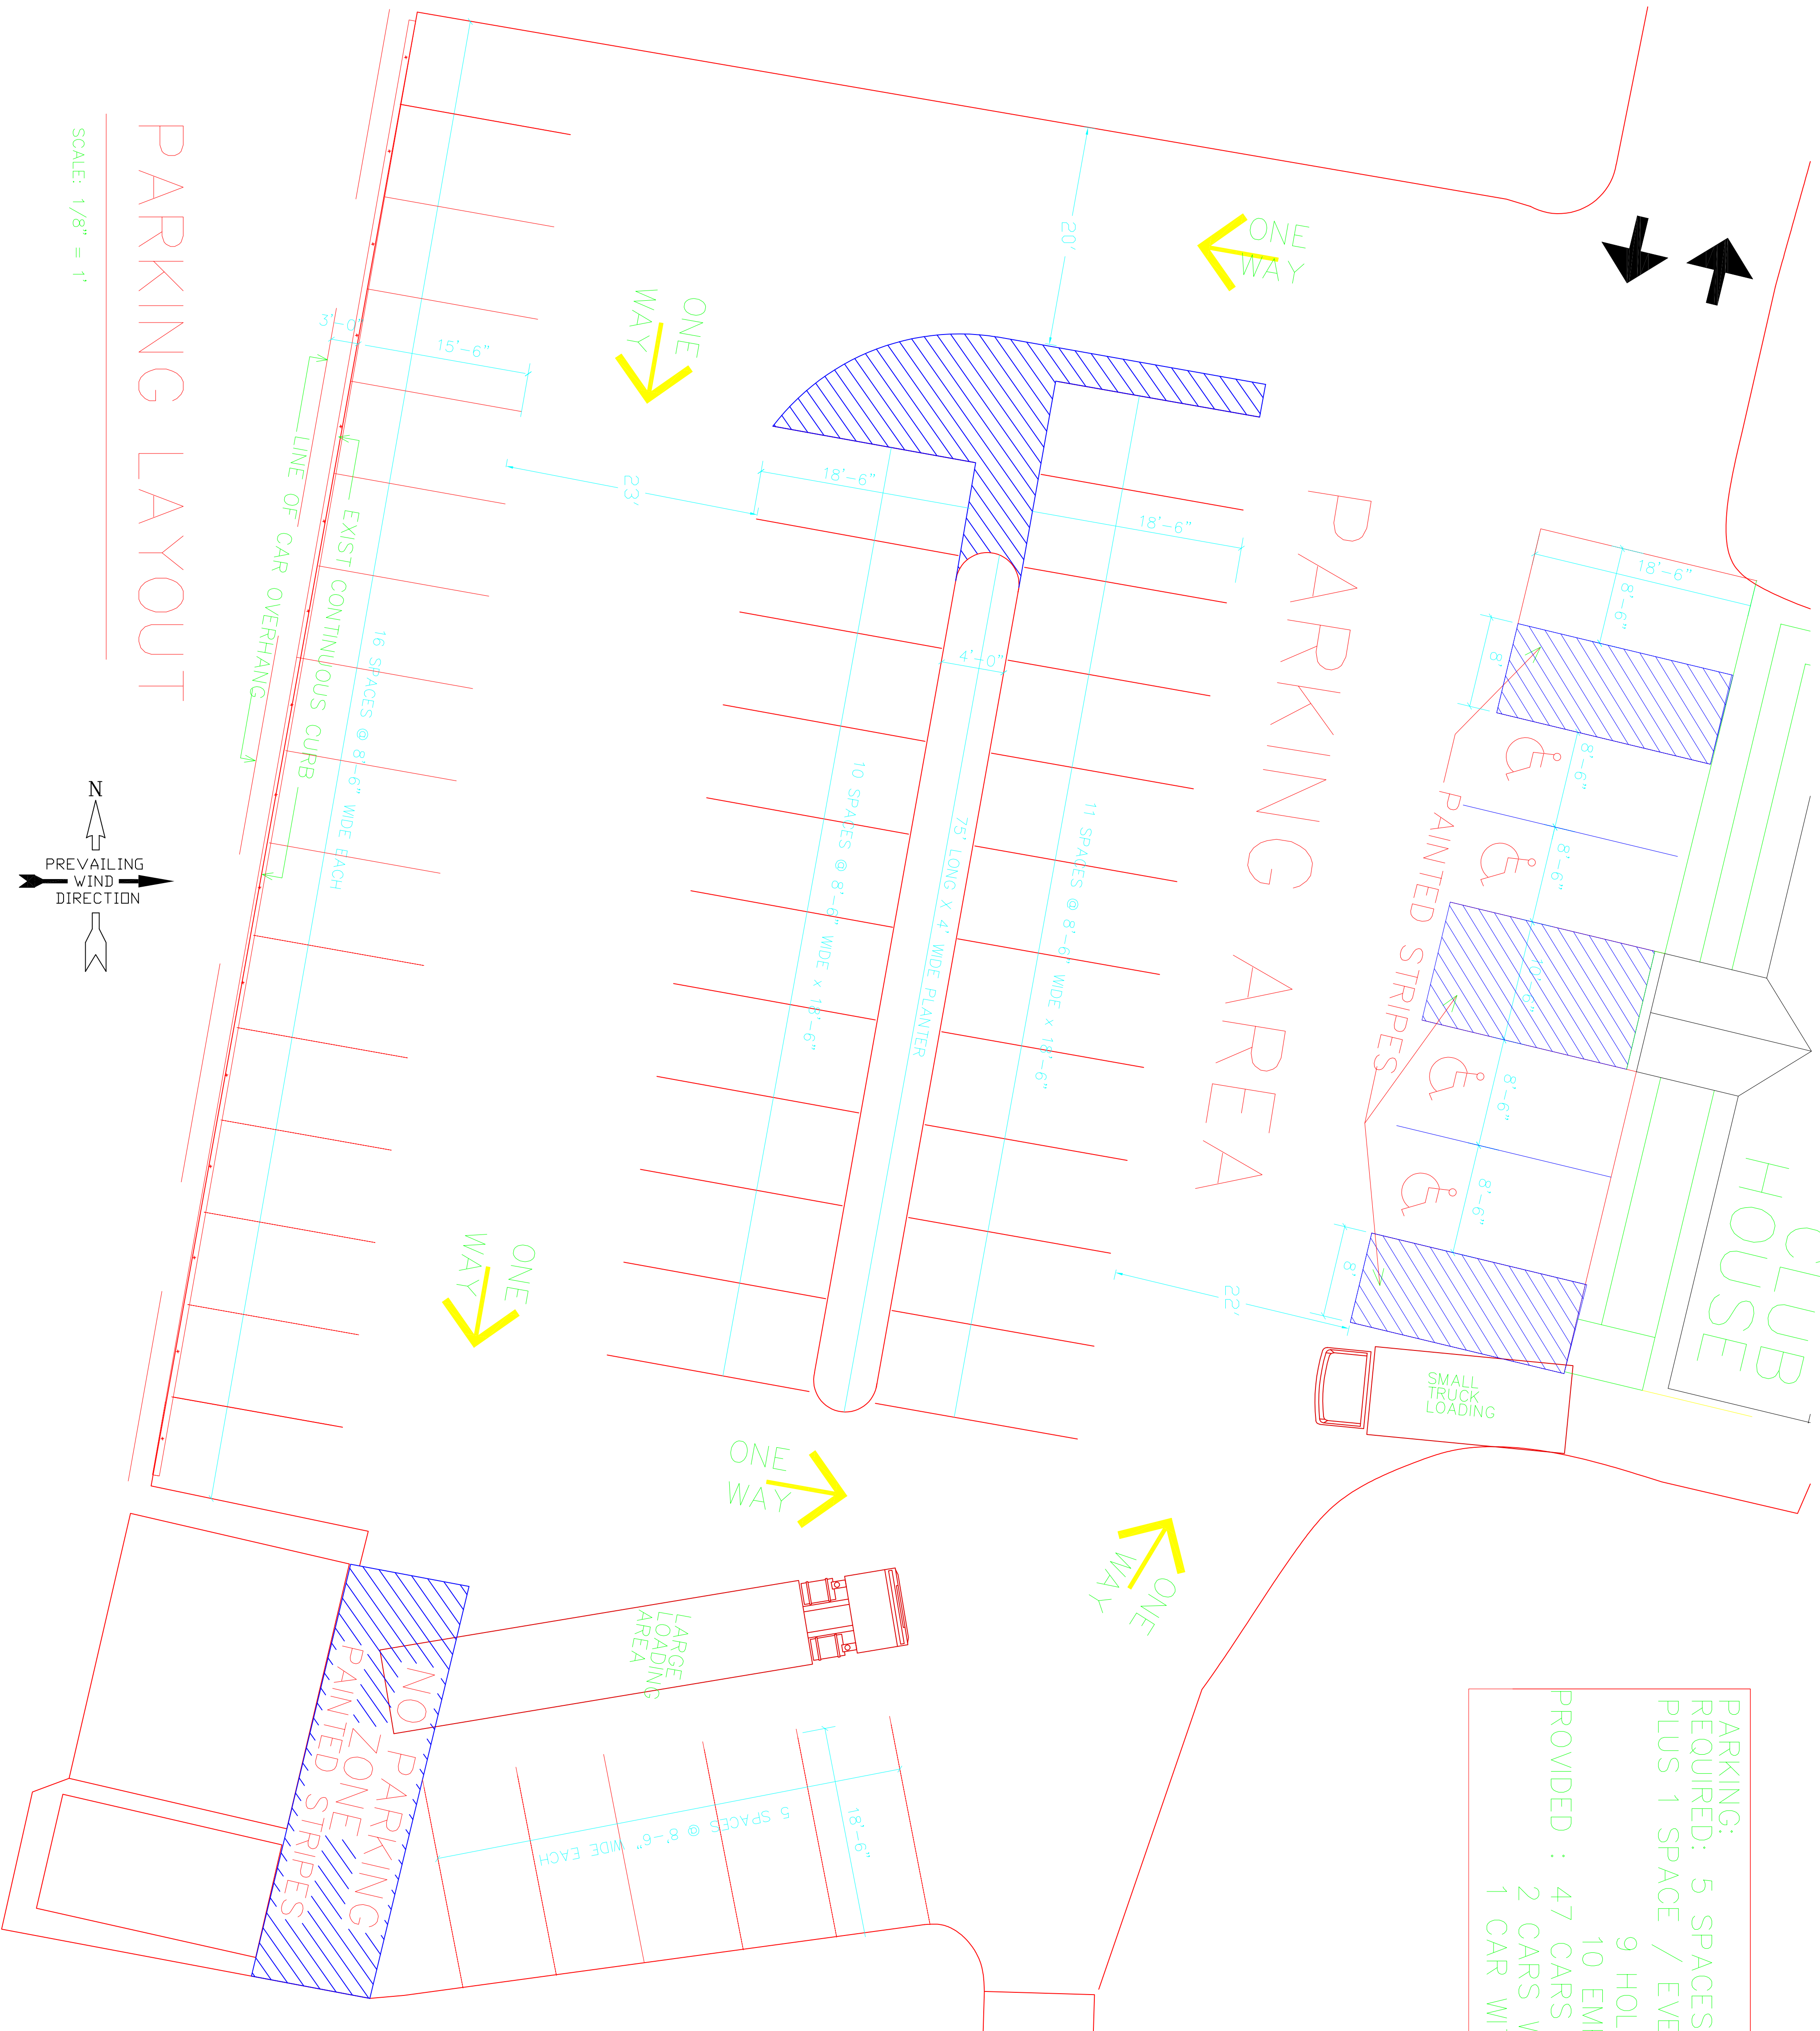 PARKING LAYOUT
SCALE: 1/8" = 1'
N
PREVAILING
WIND
DIRECTION
3'-0"
15'-6"
LINE OF CAR OVERHANG
EXIST CONTINUOUS CURB
16 SPACES @ 8'-6" WIDE EACH
ONE
WAY
23'
18'-6"
10 SPACES @ 8'-6" WIDE x 18'-6"
4'-0"
75' LONG X 4' WIDE PLANTER
18'-6"
11 SPACES @ 8'-6" WIDE x 18'-6"
20'
ONE
WAY
PARKING AREA
PAINTED STRIPES
18'-6"
8'-6"
8'
8'-6"
8'-6"
10'-6"
8'-6"
8'-6"
8'
22'
CLUB
HOUSE
SMALL
TRUCK
LOADING
ONE
WAY
ONE
WAY
ONE
WAY
LARGE
LOADING
AREA
NO PARKING
ZONE
PAINTED STRIPES
5 SPACES @ 8'-6" WIDE EACH
18'-6"
PARKING:
REQUIRED: 5 SPACES
PLUS 1 SPACE /
9
10
PROVIDED : 47 CARS
2 CARS
1 CAR